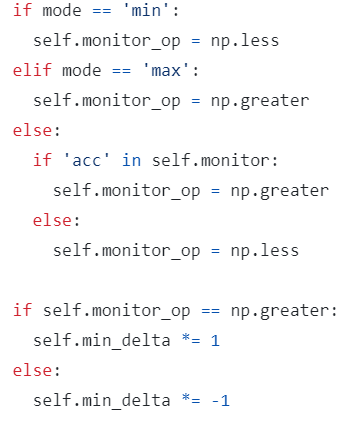 if mode == 'min':
  self.monitor_op = np.less
elif mode == 'max':
  self.monitor_op = np.greater
else:
  if 'acc' in self.monitor:
    self.monitor_op = np.greater
  else:
    self.monitor_op = np.less

if self.monitor_op == np.greater:
  self.min_delta *= 1
else:
  self.min_delta *= -1